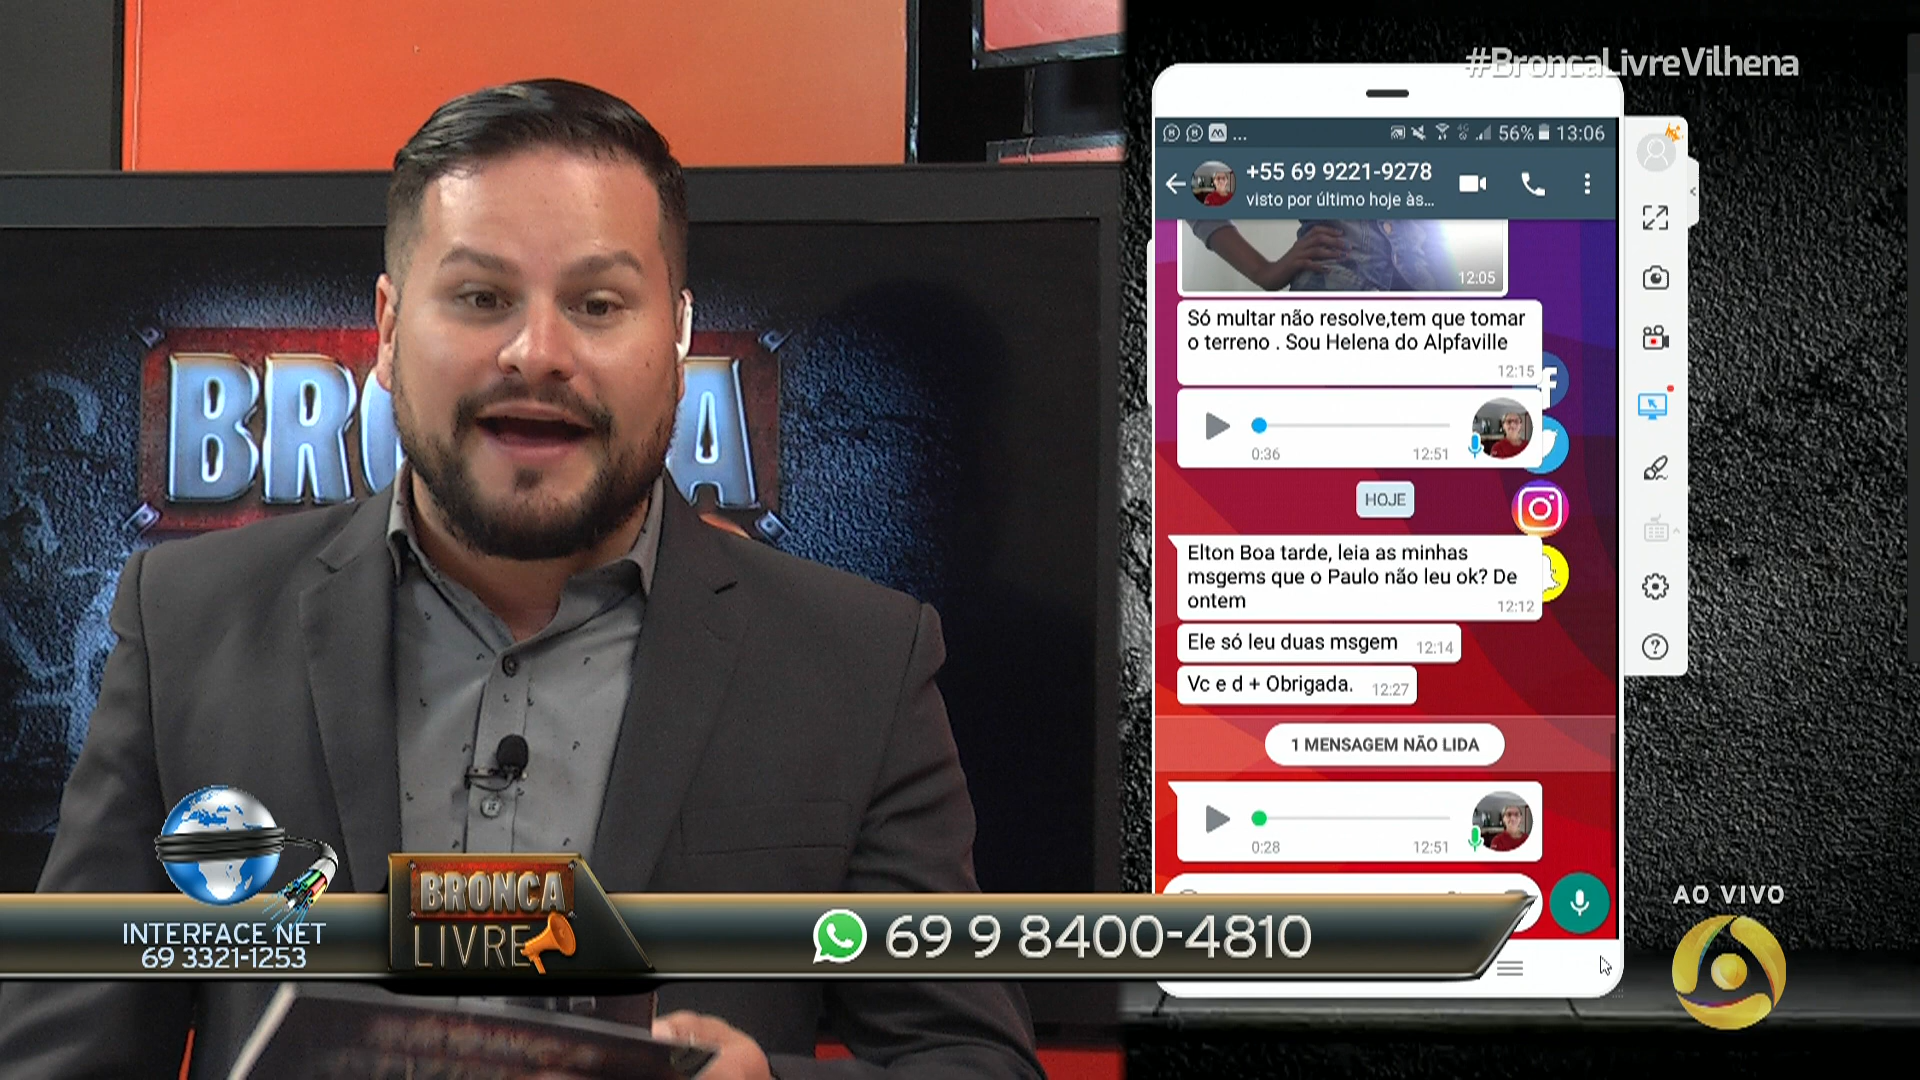 #BroncaLivreVilhena
56% 13:06
+55 69 9221-9278
visto por último hoje às...
12:05
Só multar não resolve,tem que tomar
o terreno . Sou Helena do Alpfaville
12:15
0:36 12:51
HOJE
Elton Boa tarde, leia as minhas
msgems que o Paulo não leu ok? De
ontem
12:12
Ele só leu duas msgem 12:14
Vc e d + Obrigada. 12:27
1 MENSAGEM NÃO LIDA
0:28 12:51
BRONCA
LIVRE
INTERFACE NET
69 3321-1253
69 9 8400-4810
AO VIVO